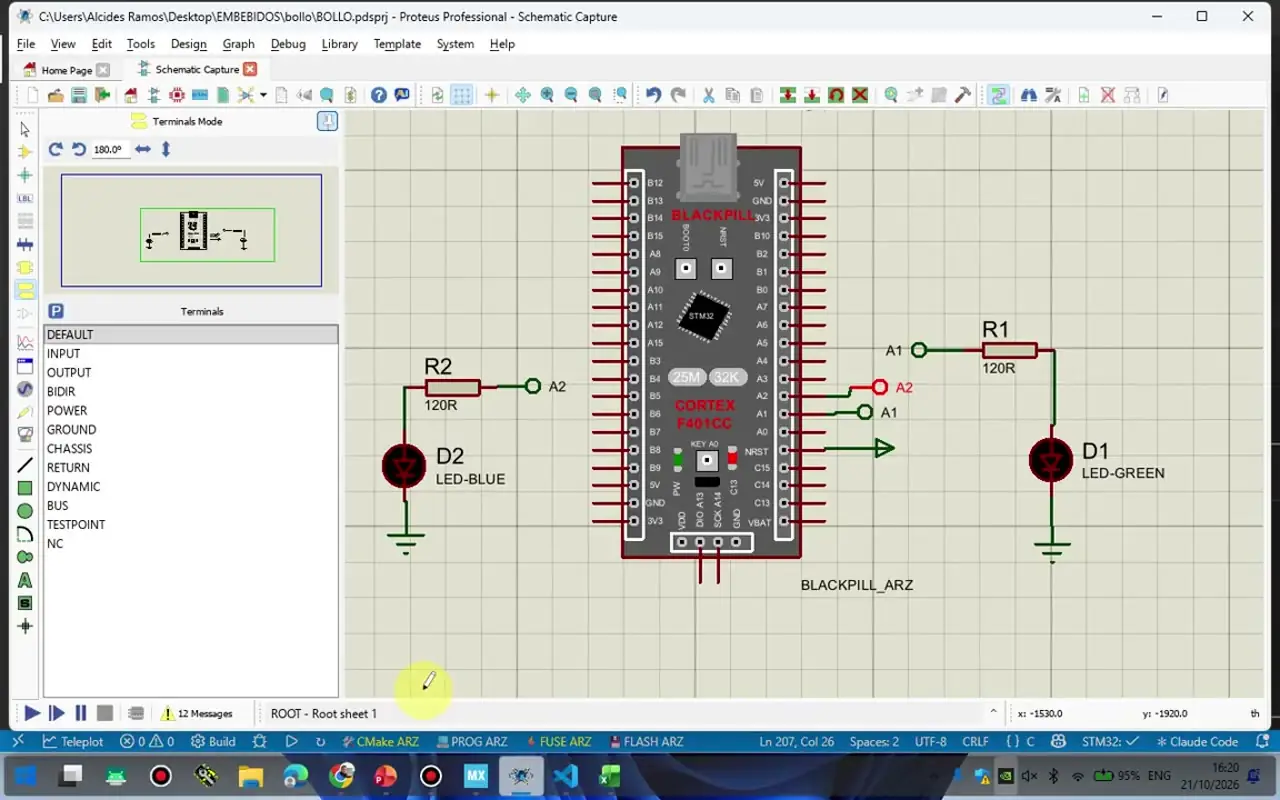 C:\Users\Alcides Ramos\Desktop\EMBEBIDOS\bollo\BOLLO.pdsprj - Proteus Professional - Schematic Capture
File View Edit Tools Design Graph Debug Library Template System Help
Home Page Schematic Capture
Terminals Mode
180.0°
LBL
Terminals
DEFAULT
INPUT
OUTPUT
BIDIR
POWER
GROUND
CHASSIS
RETURN
DYNAMIC
BUS
TESTPOINT
NC
R2
120R
A2
D2
LED-BLUE
B12
B13
B14
B15
A8
A9
A10
A11
A12
A15
B3
B4
B5
B6
B7
B8
B9
5V
GND
3V3
BLACKPILL
BOOT0
NRST
STM32
25M 32K
CORTEX
F401CC
KEY A0
PW
C13
VDD
DIO A13
SCK A14
GND
5V
GND
3V3
B10
B2
B1
B0
A7
A6
A5
A4
A3
A2
A1
A0
NRST
C15
C14
C13
VBAT
A2
A1
BLACKPILL_ARZ
A1
R1
120R
D1
LED-GREEN
12 Messages
ROOT - Root sheet 1
x: -1530.0 y: -1920.0 th
Teleplot 0 0 Build CMake ARZ PROG ARZ FUSE ARZ FLASH ARZ Ln 207, Col 26 Spaces: 2 UTF-8 CRLF { } C STM32: Claude Code
MX
95% ENG
16:20
21/10/2026